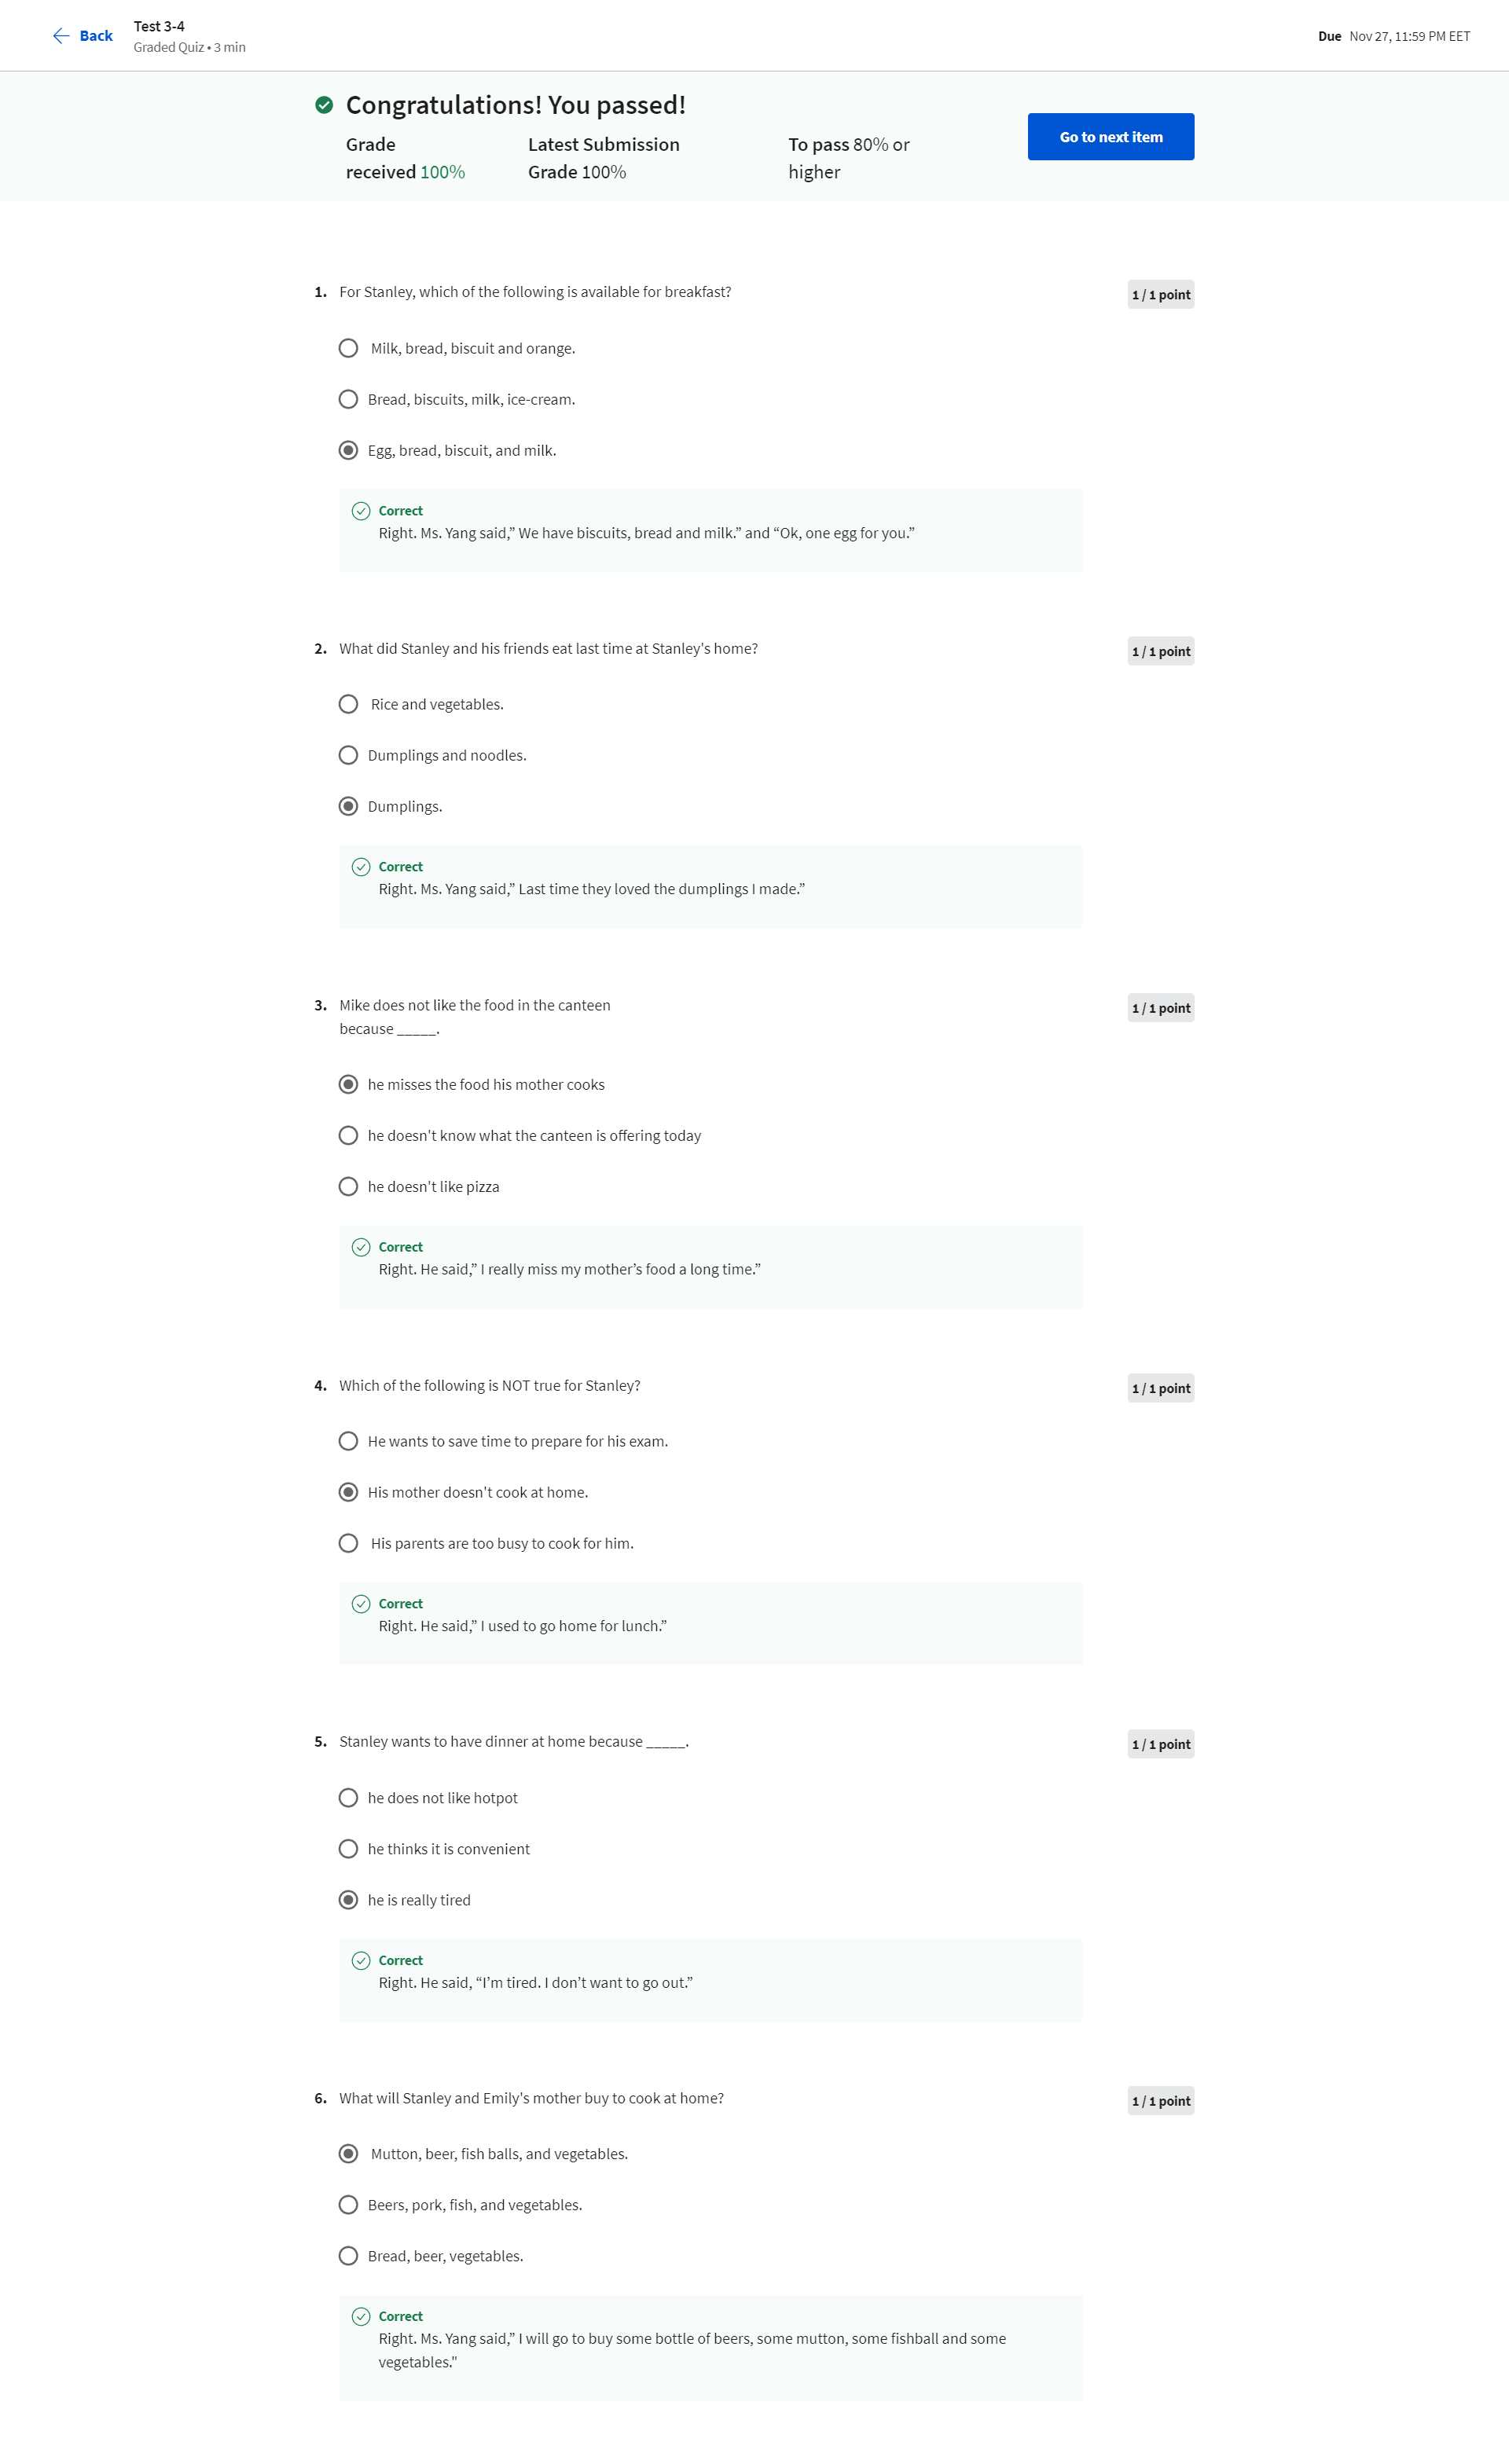 Back
Test 3-4
Graded Quiz • 3 min
Due Nov 27, 11:59 PM EET
Congratulations! You passed!
Grade
received 100%
Latest Submission
Grade 100%
To pass 80% or
higher
Go to next item
1. For Stanley, which of the following is available for breakfast?
1 / 1 point
Milk, bread, biscuit and orange.
Bread, biscuits, milk, ice-cream.
Egg, bread, biscuit, and milk.
Correct
Right. Ms. Yang said,” We have biscuits, bread and milk.” and “Ok, one egg for you.”
2. What did Stanley and his friends eat last time at Stanley's home?
1 / 1 point
Rice and vegetables.
Dumplings and noodles.
Dumplings.
Correct
Right. Ms. Yang said,” Last time they loved the dumplings I made.”
3. Mike does not like the food in the canteen
because _____.
1 / 1 point
he misses the food his mother cooks
he doesn't know what the canteen is offering today
he doesn't like pizza
Correct
Right. He said,” I really miss my mother’s food a long time.”
4. Which of the following is NOT true for Stanley?
1 / 1 point
He wants to save time to prepare for his exam.
His mother doesn't cook at home.
His parents are too busy to cook for him.
Correct
Right. He said,” I used to go home for lunch.”
5. Stanley wants to have dinner at home because _____.
1 / 1 point
he does not like hotpot
he thinks it is convenient
he is really tired
Correct
Right. He said, “I’m tired. I don’t want to go out.”
6. What will Stanley and Emily's mother buy to cook at home?
1 / 1 point
Mutton, beer, fish balls, and vegetables.
Beers, pork, fish, and vegetables.
Bread, beer, vegetables.
Correct
Right. Ms. Yang said,” I will go to buy some bottle of beers, some mutton, some fishball and some
vegetables."